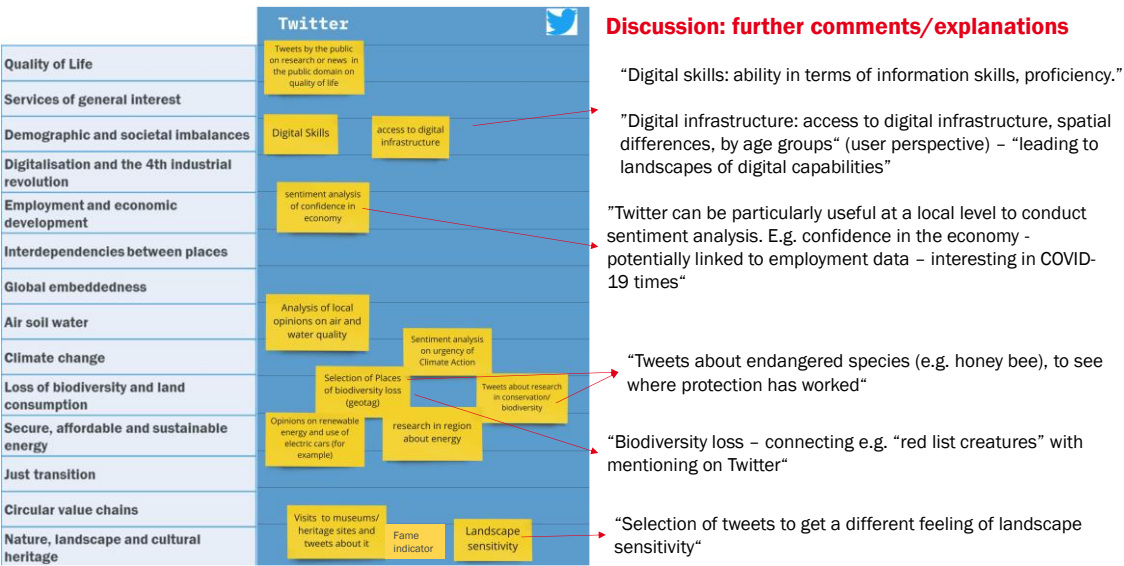 Twitter
Quality of Life
Services of general interest
Demographic and societal imbalances
Digitalisation and the 4th industrial
revolution
Employment and economic
development
Interdependencies between places
Global embeddedness
Air soil water
Climate change
Loss of biodiversity and land
consumption
Secure, affordable and sustainable
energy
Just transition
Circular value chains
Nature, landscape and cultural
heritage
Tweets by the public
on research or news in
the public domain on
quality of life
Digital Skills
access to digital
infrastructure
sentiment analysis
of confidence in
economy
Analysis of local
opinions on air and
water quality
Sentiment analysis
on urgency of
Climate Action
Selection of Places
of biodiversity loss
(geotag)
Tweets about research
in conservation/
biodiversity
Opinions on renewable
energy and use of
electric cars (for
example)
research in region
about energy
Visits to museums/
heritage sites and
tweets about it
Fame
indicator
Landscape
sensitivity
Discussion: further comments/explanations
“Digital skills: ability in terms of information skills, proficiency.”
”Digital infrastructure: access to digital infrastructure, spatial
differences, by age groups“ (user perspective) – “leading to
landscapes of digital capabilities”
”Twitter can be particularly useful at a local level to conduct
sentiment analysis. E.g. confidence in the economy -
potentially linked to employment data – interesting in COVID-
19 times“
“Tweets about endangered species (e.g. honey bee), to see
where protection has worked“
“Biodiversity loss – connecting e.g. “red list creatures” with
mentioning on Twitter“
“Selection of tweets to get a different feeling of landscape
sensitivity“